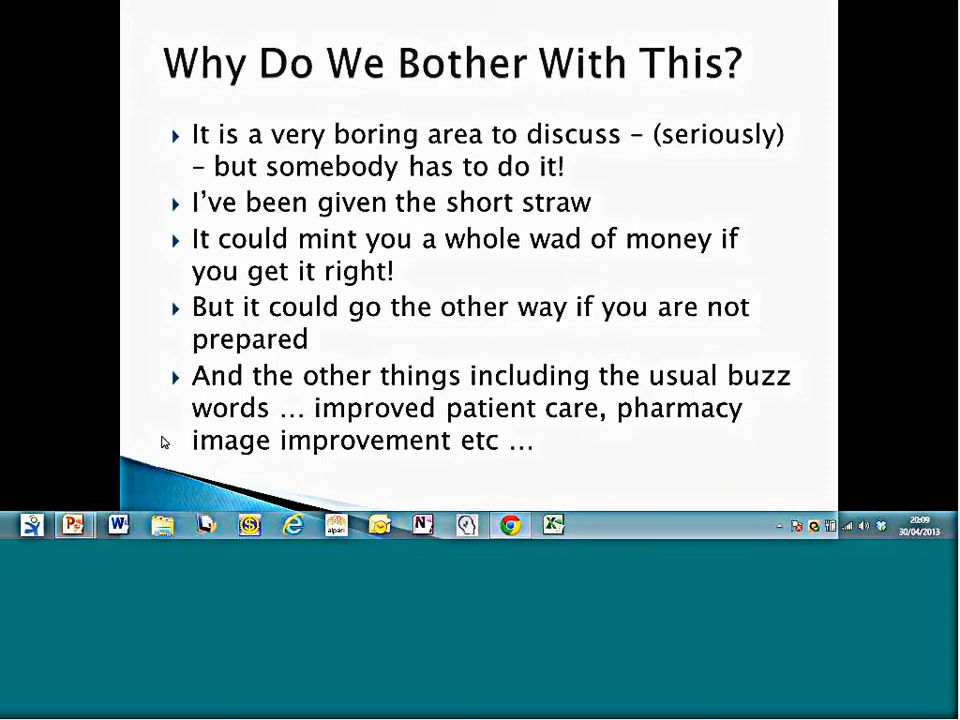 Why Do We Bother With This?
It is a very boring area to discuss – (seriously)
– but somebody has to do it!
I've been given the short straw
It could mint you a whole wad of money if
you get it right!
But it could go the other way if you are not
prepared
And the other things including the usual buzz
words … improved patient care, pharmacy
image improvement etc …
alpari
20:09
30/04/2013